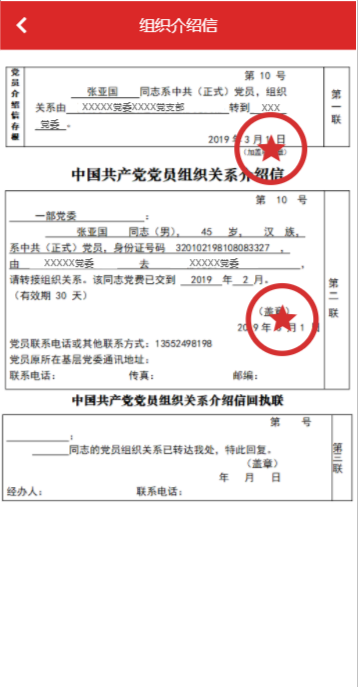 组织介绍信
党员介绍信存根
第 10 号
张亚国 同志系中共（正式）党员，组织
关系由 XXXXX党委XXXX党支部 转到 XXX
党委 。
2019 年 3 月 1 日
第一联
中国共产党党员组织关系介绍信
第 10 号
一部党委 ：
张亚国 同志（男）， 45 岁， 汉 族，
系中共（正式）党员，身份证号码 320102198108083327 ，
由 XXXXX党委 去 XXXXX党委 ，
请转接组织关系。该同志党费已交到 2019 年 2 月。
（有效期 30 天）
（盖章）
2019 年 3 月 1 日
党员联系电话或其他联系方式：13552498198
党员原所在基层党委通讯地址：
联系电话： 传真： 邮编：
第二联
中国共产党党员组织关系介绍信回执联
第 号
：
同志的党员组织关系已转达我处，特此回复。
（盖章）
年 月 日
经办人： 联系电话：
第三联